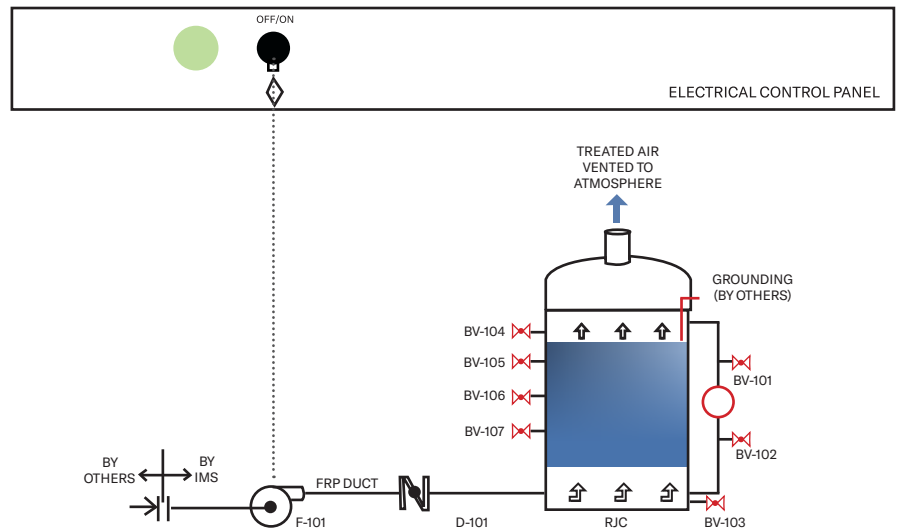 OFF/ON
ELECTRICAL CONTROL PANEL
TREATED AIR
VENTED TO
ATMOSPHERE
GROUNDING
(BY OTHERS)
BV-104
BV-105
BV-106
BV-107
BV-101
BV-102
BY
OTHERS
BY
IMS
FRP DUCT
F-101
D-101
RJC
BV-103